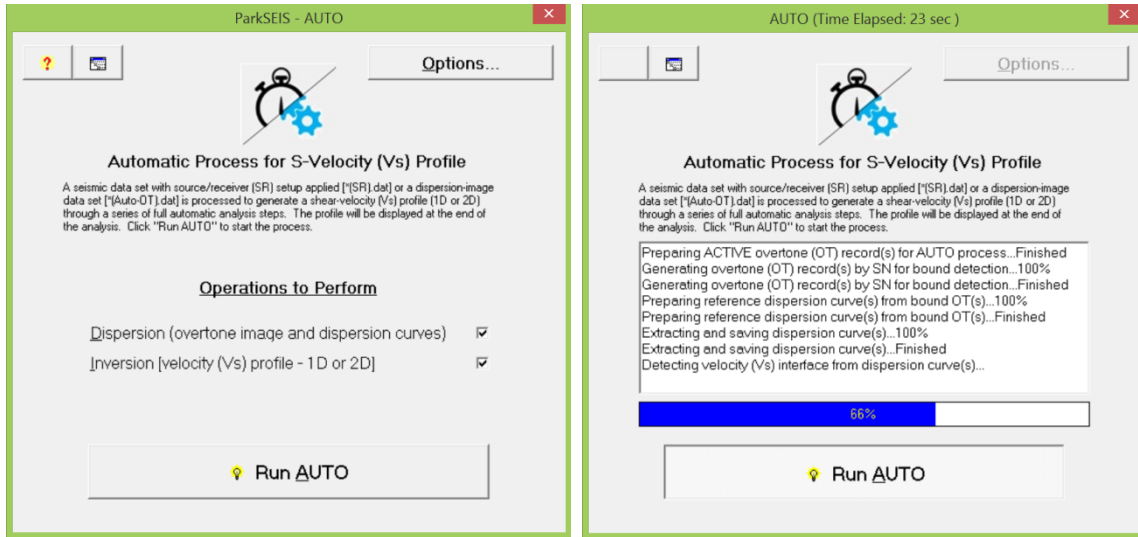 ParkSEIS - AUTO
×
?
Options...
Automatic Process for S-Velocity (Vs) Profile
A seismic data set with source/receiver (SR) setup applied [*(SR).dat] or a dispersion-image
data set [*(Auto-OT).dat] is processed to generate a shear-velocity (Vs) profile (1D or 2D)
through a series of full automatic analysis steps. The profile will be displayed at the end of
the analysis. Click "Run AUTO" to start the process.
Operations to Perform
Dispersion (overtone image and dispersion curves)
Inversion [velocity (Vs) profile - 1D or 2D]
Run AUTO
AUTO (Time Elapsed: 23 sec )
×
Options...
Automatic Process for S-Velocity (Vs) Profile
A seismic data set with source/receiver (SR) setup applied [*(SR).dat] or a dispersion-image
data set [*(Auto-OT).dat] is processed to generate a shear-velocity (Vs) profile (1D or 2D)
through a series of full automatic analysis steps. The profile will be displayed at the end of
the analysis. Click "Run AUTO" to start the process.
Preparing ACTIVE overtone (OT) record(s) for AUTO process...Finished
Generating overtone (OT) record(s) by SN for bound detection...100%
Generating overtone (OT) record(s) by SN for bound detection...Finished
Preparing reference dispersion curve(s) from bound OT(s)...100%
Preparing reference dispersion curve(s) from bound OT(s)...Finished
Extracting and saving dispersion curve(s)...100%
Extracting and saving dispersion curve(s)...Finished
Detecting velocity (Vs) interface from dispersion curve(s)...
66%
Run AUTO